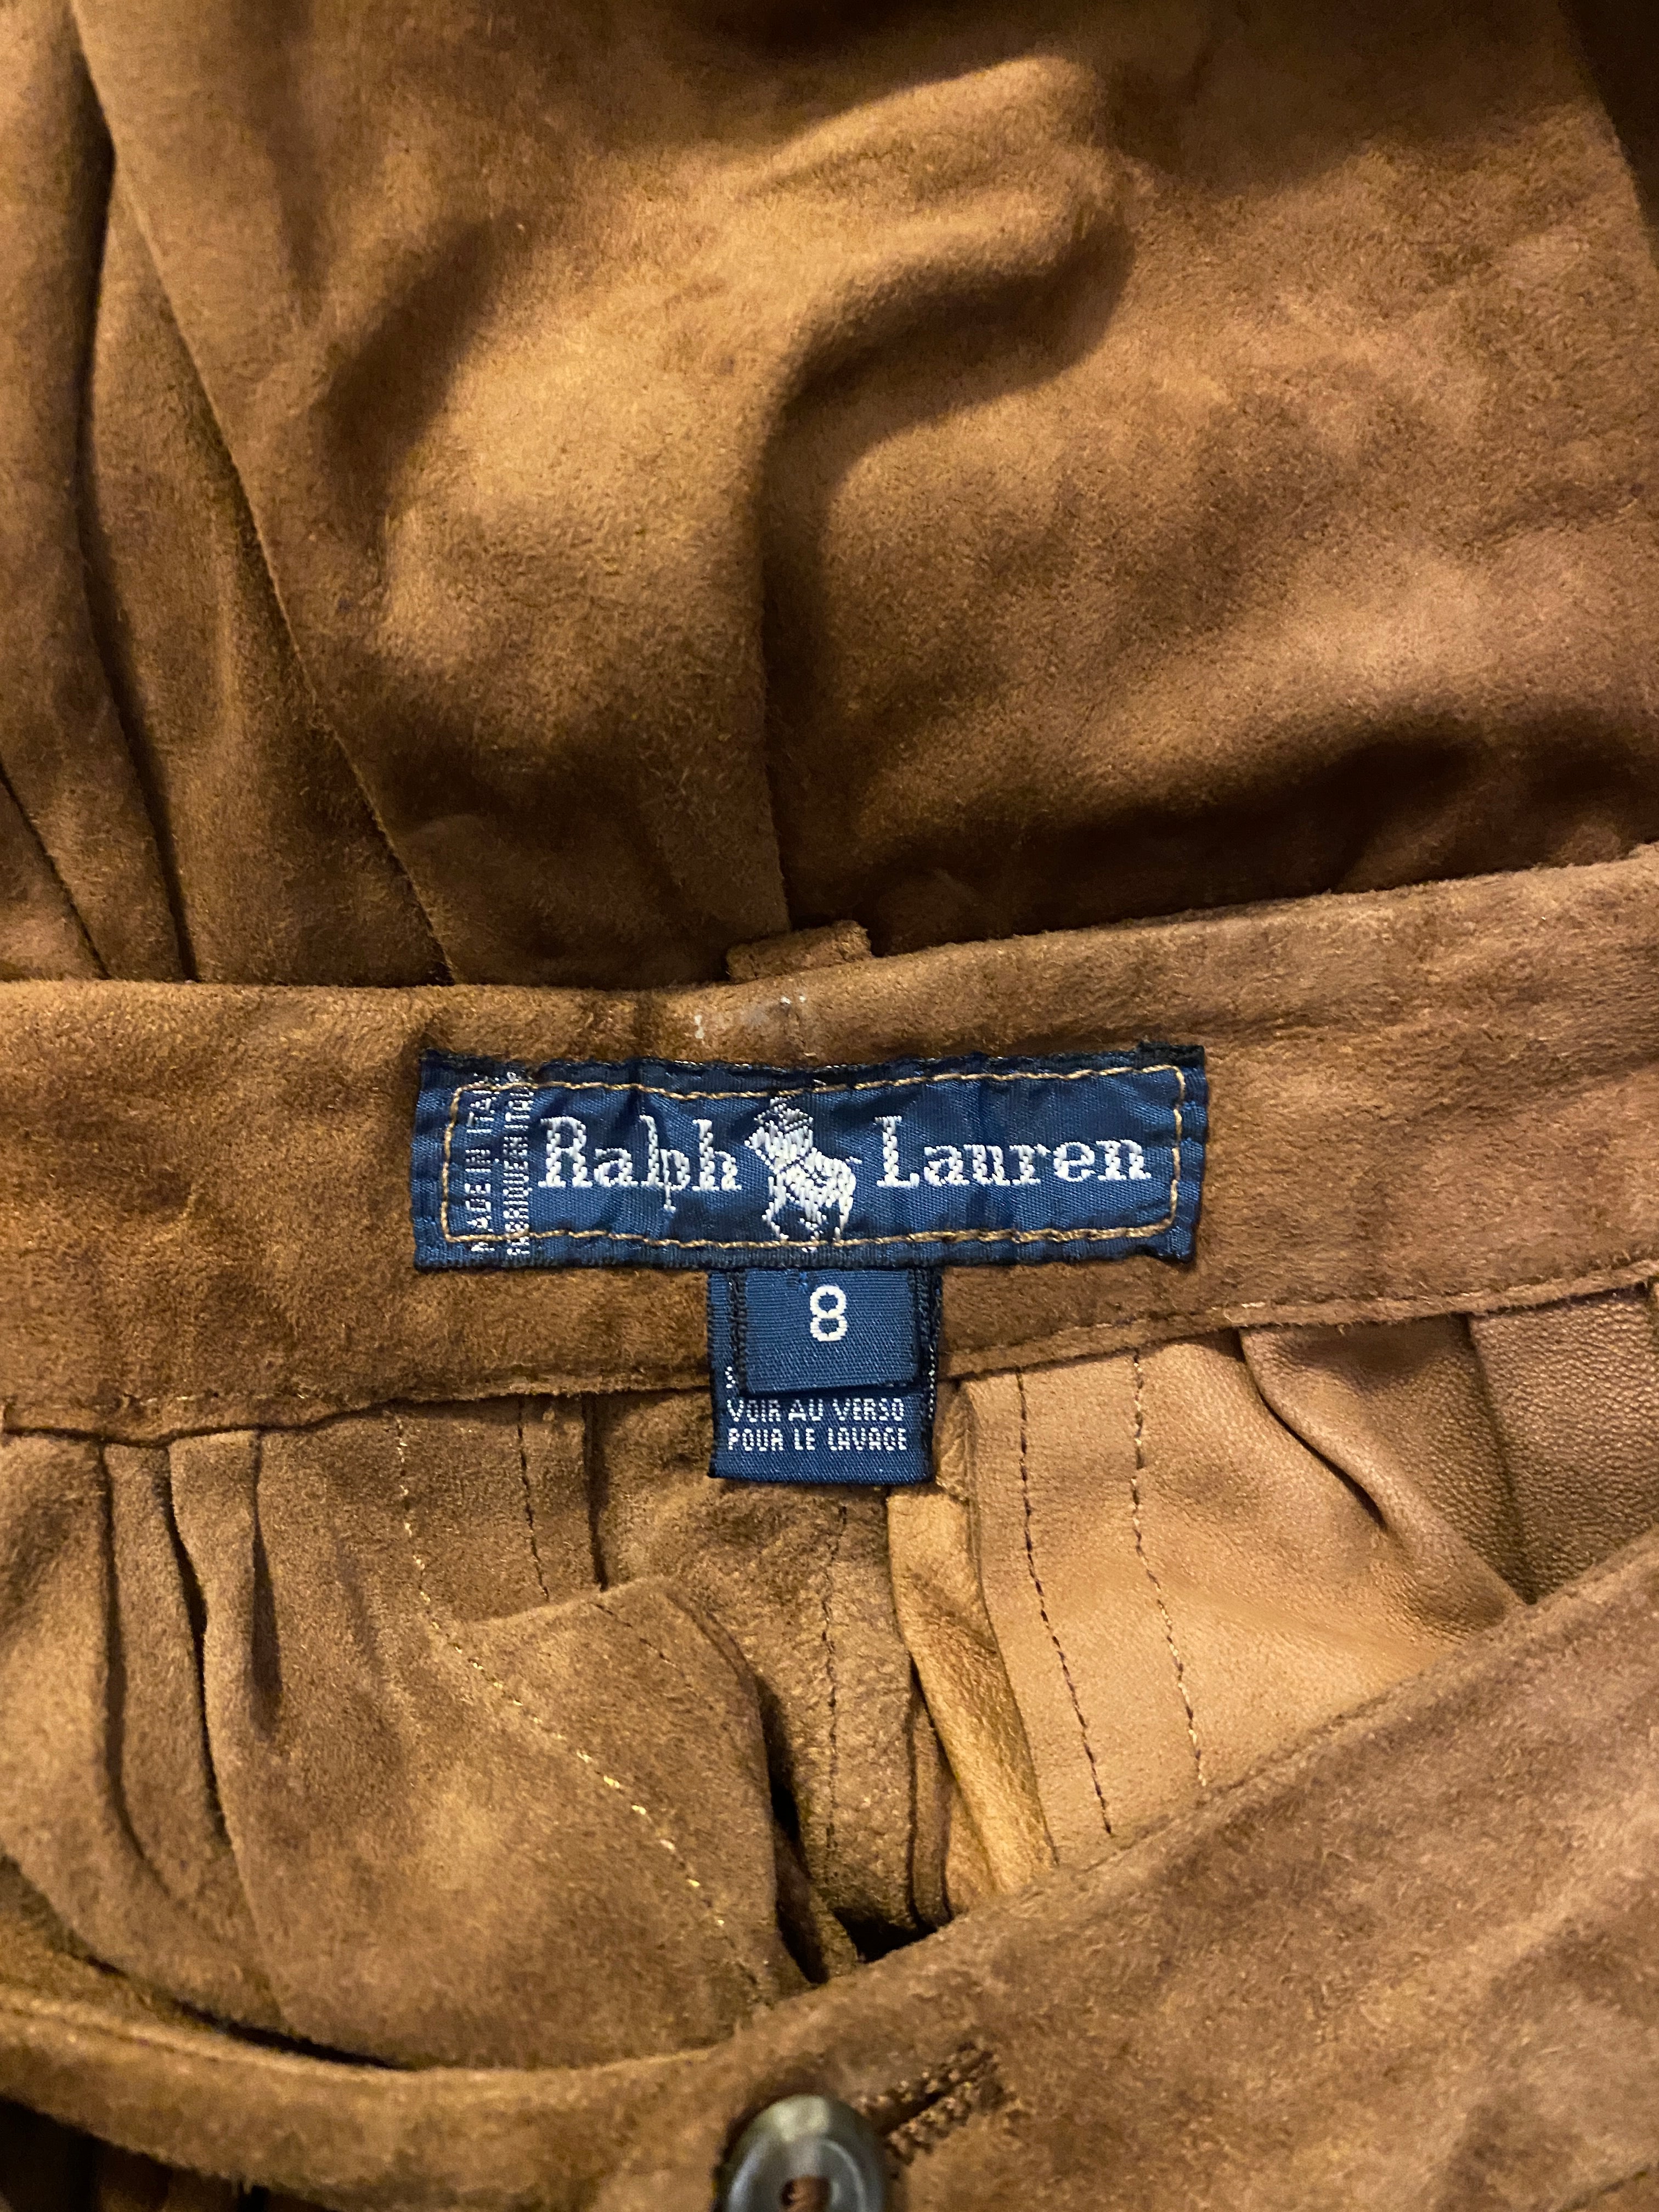 MADE IN ITALY
FABRIQUE EN ITALIE
Ralph Lauren
8
VOIR AU VERSO
POUR LE LAVAGE